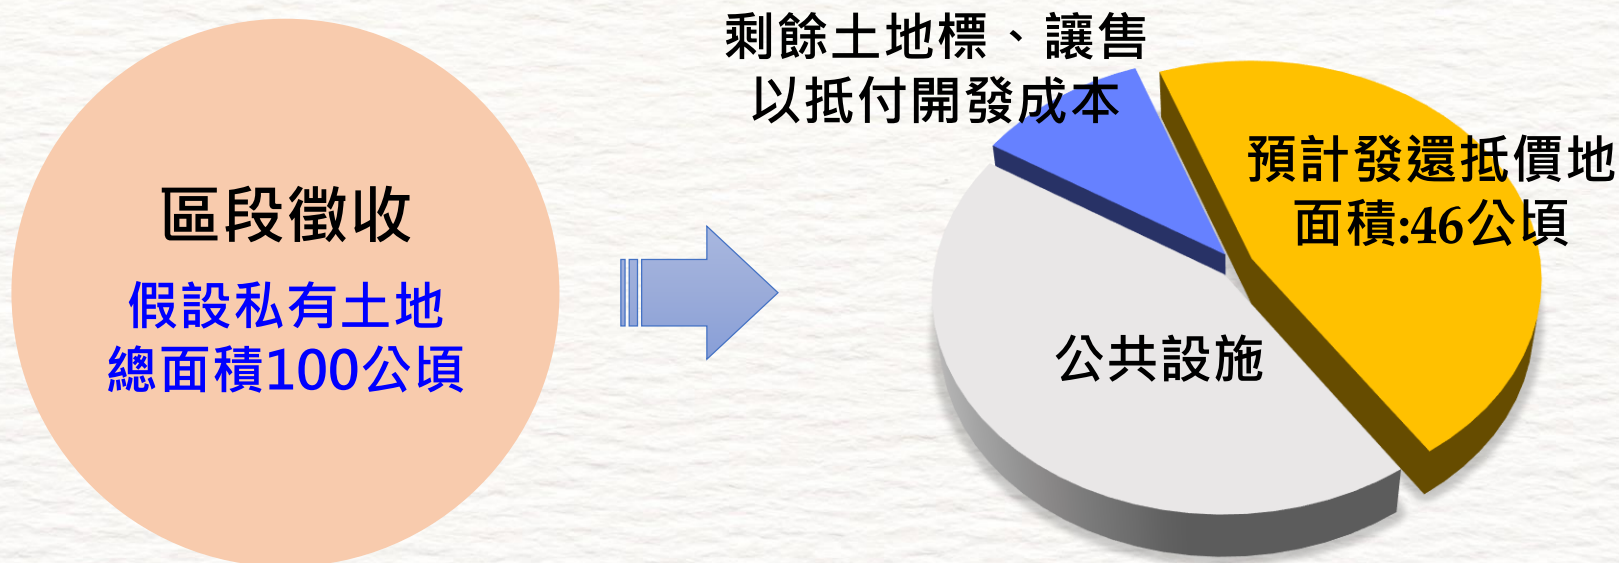 區段徵收
假設私有土地
總面積100公頃
剩餘土地標、讓售
以抵付開發成本
預計發還抵價地
面積:46公頃
公共設施